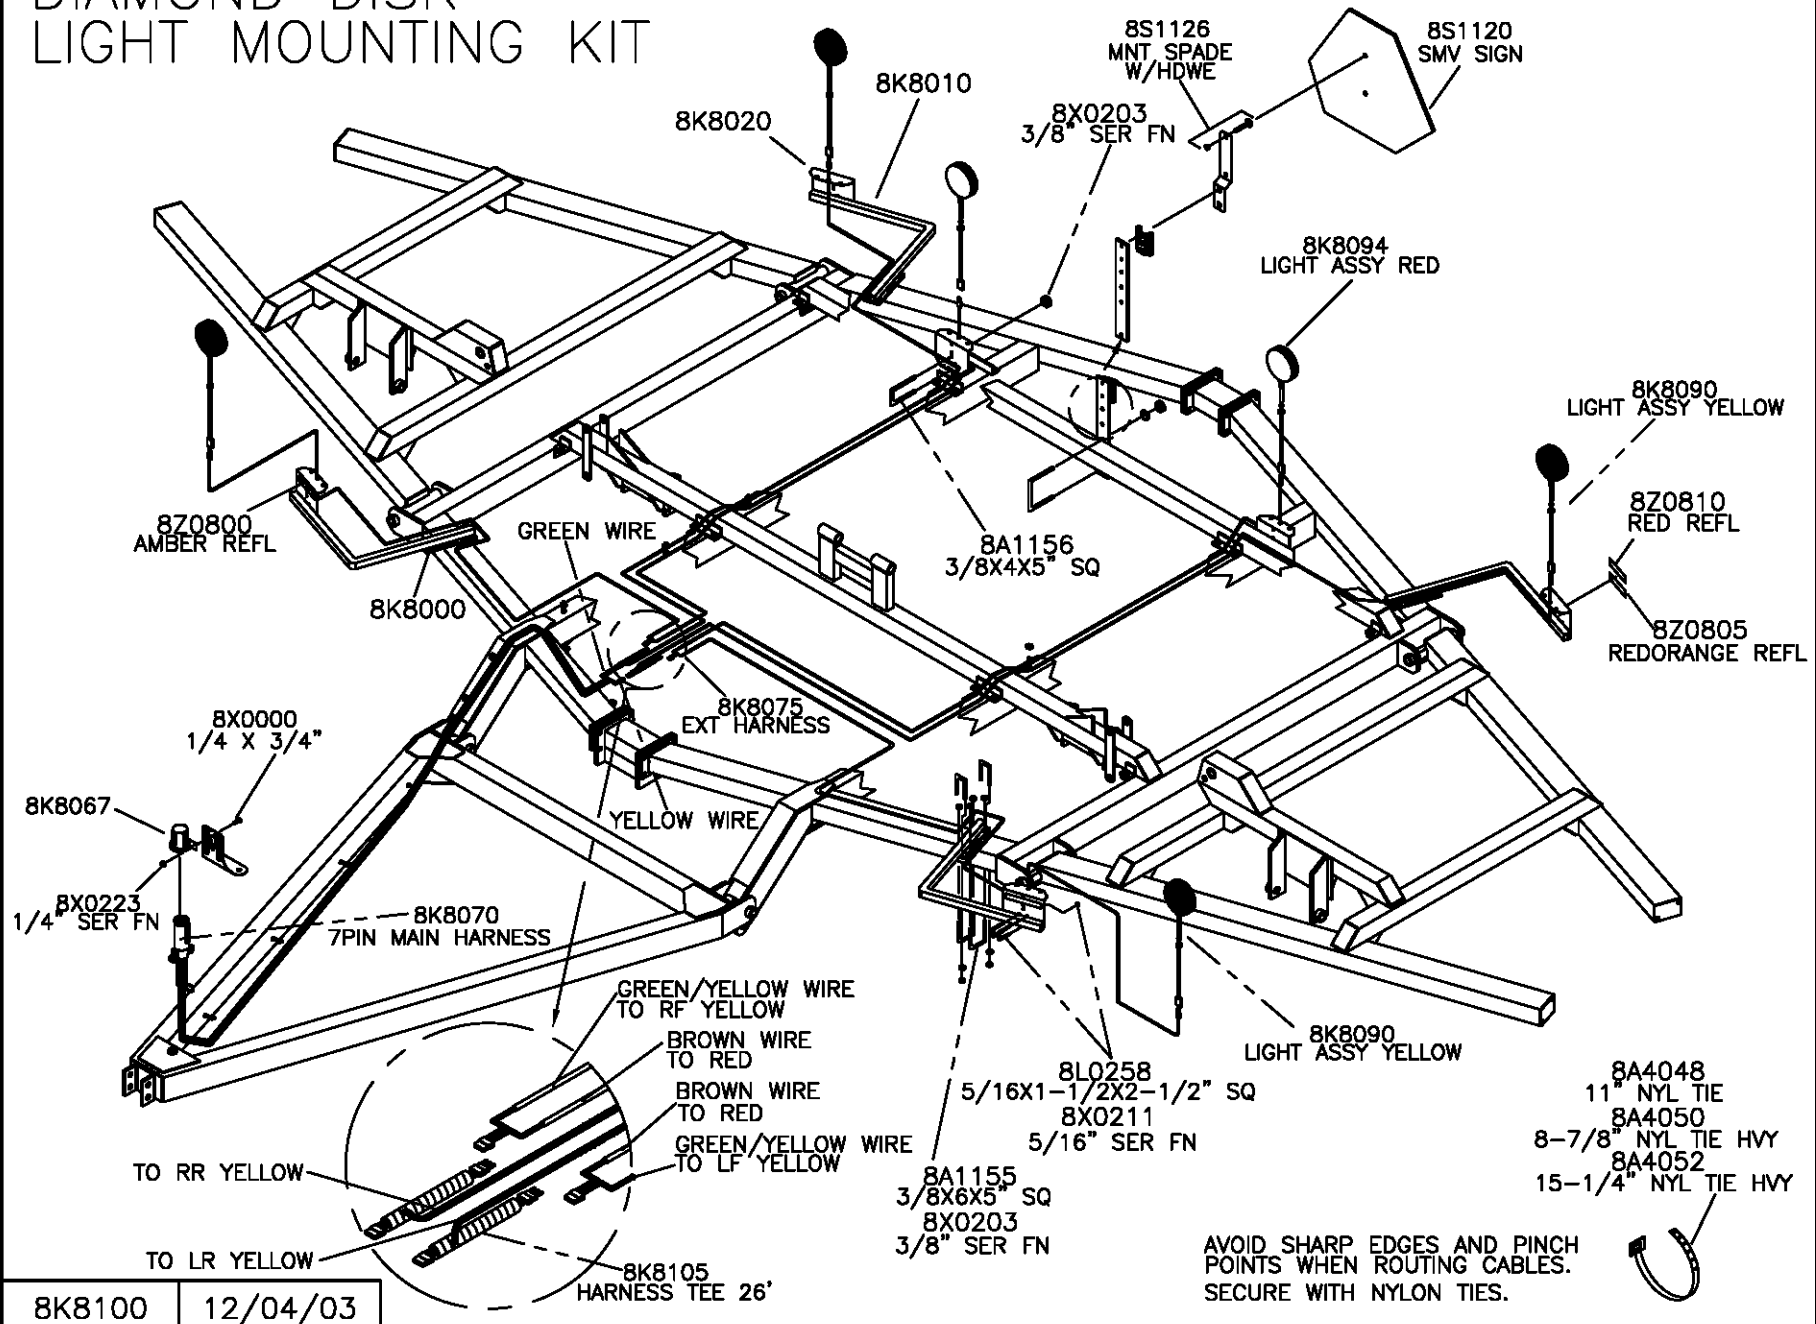 DIAMOND DISK
LIGHT MOUNTING KIT
8S1126
MNT SPADE
W/HDWE
8S1120
SMV SIGN
8K8010
8K8020
8X0203
3/8" SER FN
8K8094
LIGHT ASSY RED
8K8090
LIGHT ASSY YELLOW
8Z0810
RED REFL
8Z0805
REDORANGE REFL
8Z0800
AMBER REFL
GREEN WIRE
8A1156
3/8X4X5" SQ
8K8000
8K8075
EXT HARNESS
8X0000
1/4 X 3/4"
8K8067
YELLOW WIRE
8X0223
1/4" SER FN
8K8070
7PIN MAIN HARNESS
GREEN/YELLOW WIRE
TO RF YELLOW
BROWN WIRE
TO RED
BROWN WIRE
TO RED
GREEN/YELLOW WIRE
TO LF YELLOW
TO RR YELLOW
TO LR YELLOW
8K8105
HARNESS TEE 26'
8K8090
LIGHT ASSY YELLOW
8L0258
5/16X1-1/2X2-1/2" SQ
8X0211
5/16" SER FN
8A1155
3/8X6X5" SQ
8X0203
3/8" SER FN
8A4048
11" NYL TIE
8A4050
8-7/8" NYL TIE HVY
8A4052
15-1/4" NYL TIE HVY
AVOID SHARP EDGES AND PINCH
POINTS WHEN ROUTING CABLES.
SECURE WITH NYLON TIES.
8K8100 12/04/03